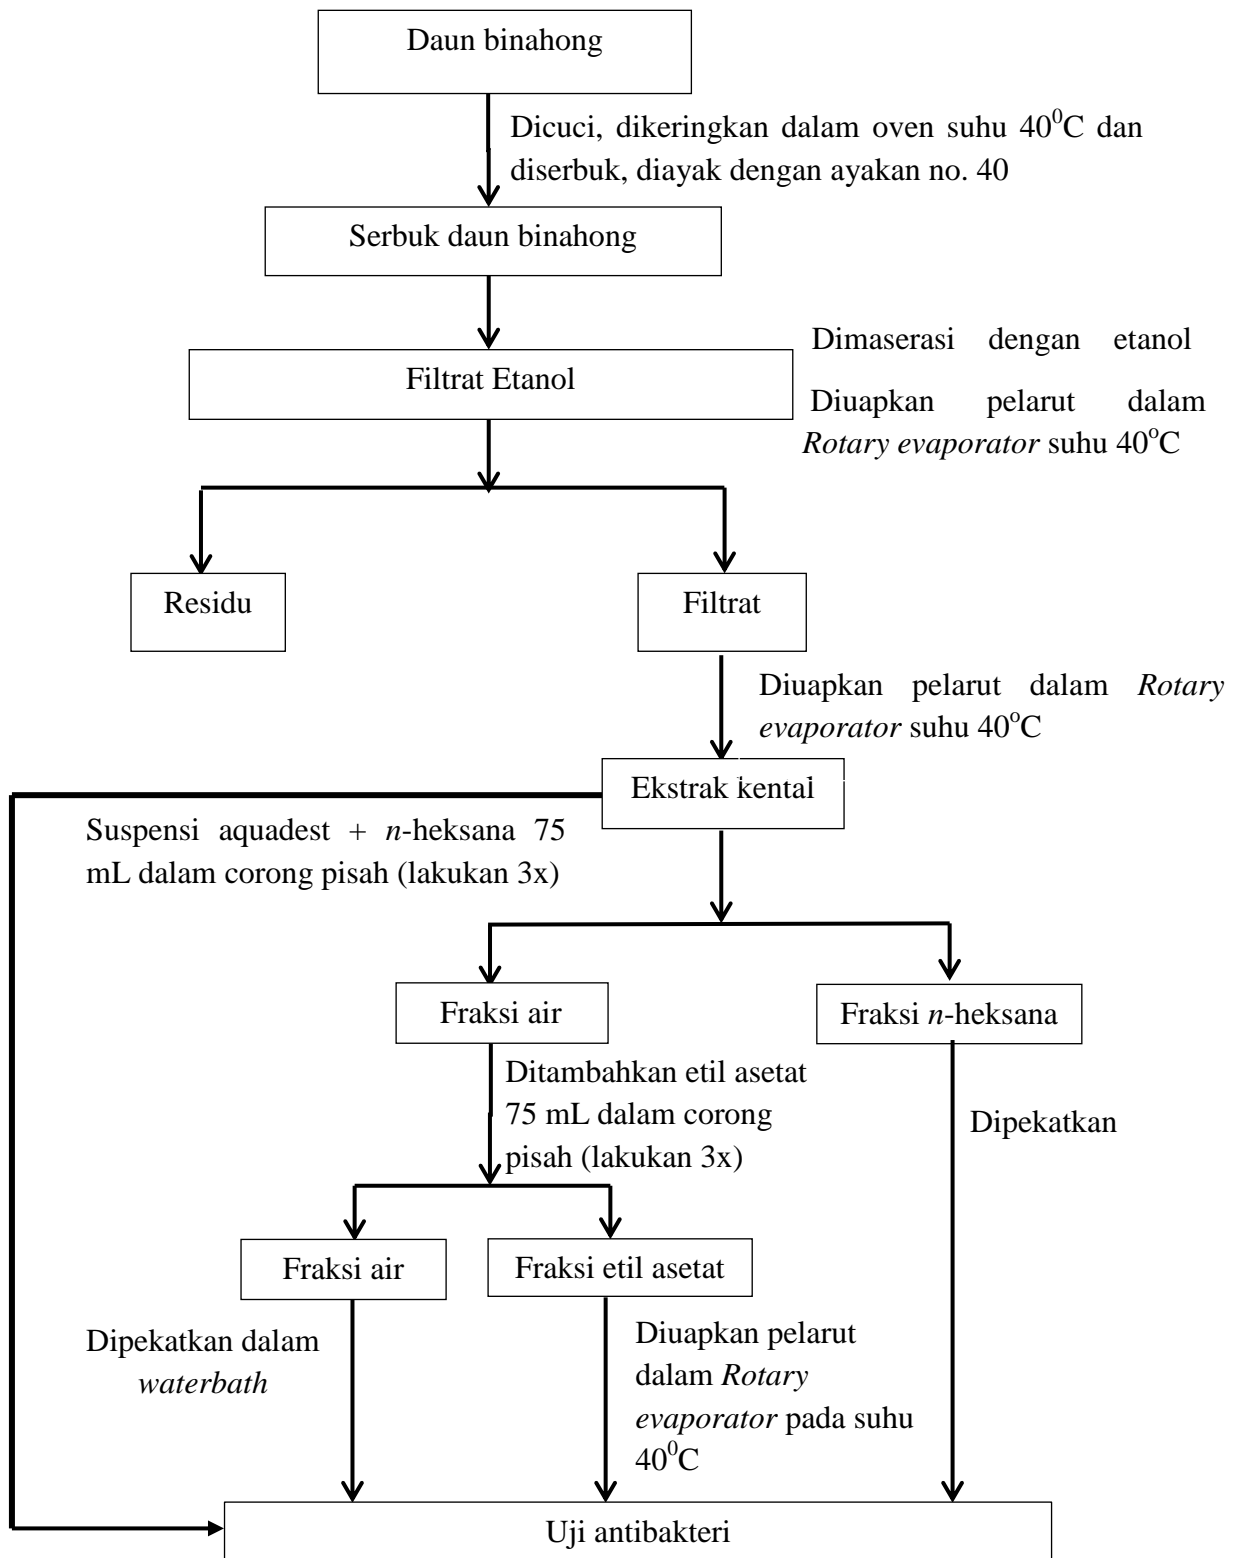 Daun binahong
Dicuci, dikeringkan dalam oven suhu 40⁰C dan
diserbuk, diayak dengan ayakan no. 40
Serbuk daun binahong
Dimaserasi dengan etanol
Filtrat Etanol
Diuapkan pelarut dalam
Rotary evaporator suhu 40°C
Residu
Filtrat
Diuapkan pelarut dalam Rotary
evaporator suhu 40°C
Ekstrak kental
Suspensi aquadest + n-heksana 75
mL dalam corong pisah (lakukan 3x)
Fraksi air
Fraksi n-heksana
Ditambahkan etil asetat
75 mL dalam corong
pisah (lakukan 3x)
Dipekatkan
Fraksi air
Fraksi etil asetat
Dipekatkan dalam
waterbath
Diuapkan pelarut
dalam Rotary
evaporator pada suhu
40⁰C
Uji antibakteri